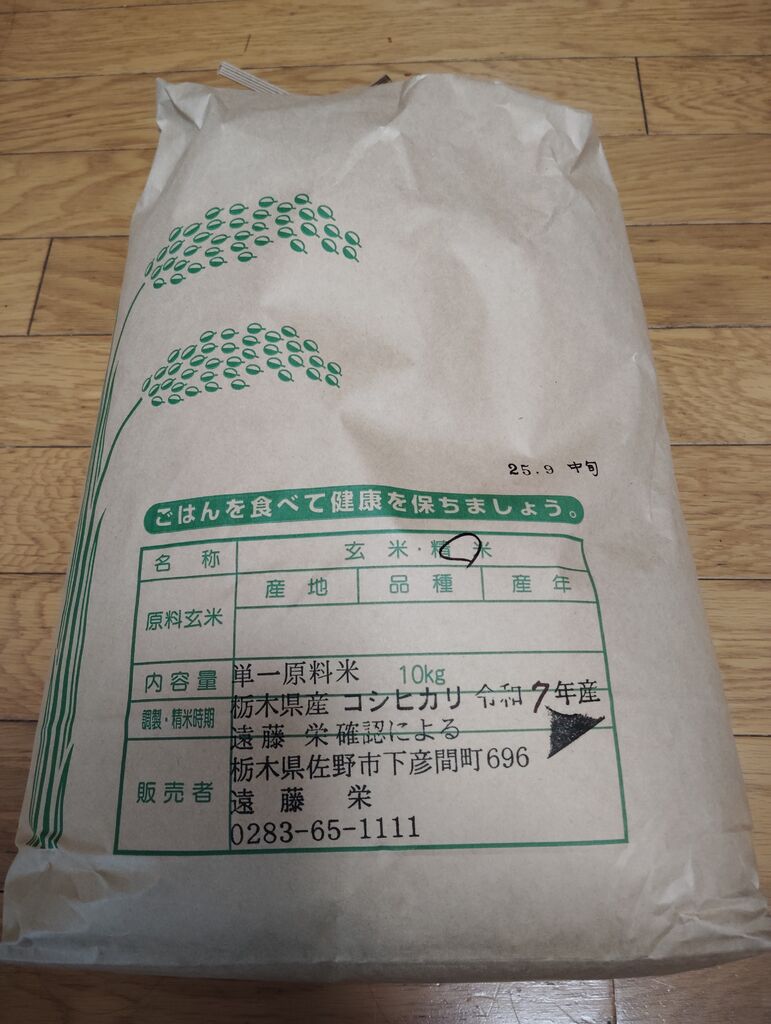 25.9 中旬
ごはんを食べて健康を保ちましょう。
名称 玄米・精米
原料玄米 産地 品種 産年
内容量 10kg
単一原料米
調製・精米時期
栃木県産 コシヒカリ 令和 7年産
遠藤 栄 確認による
販売者
栃木県佐野市下彦間町696
遠藤 栄
0283-65-1111